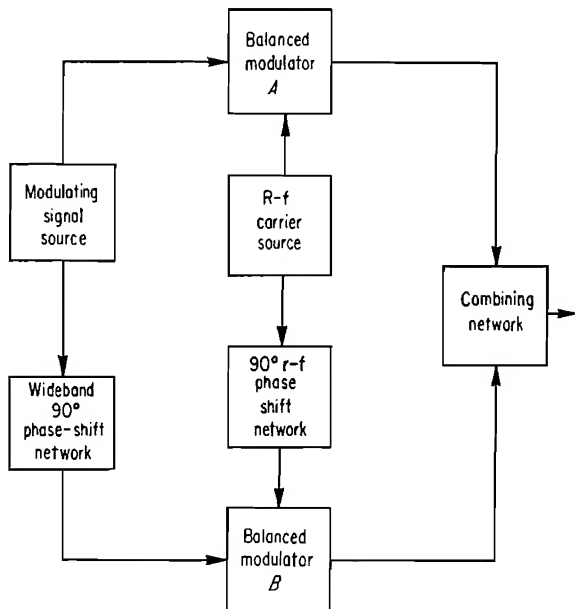 Balanced
modulator
A
Modulating
signal
source
R-f
carrier
source
Combining
network
Wideband
90°
phase-shift
network
90° r-f
phase
shift
network
Balanced
modulator
B